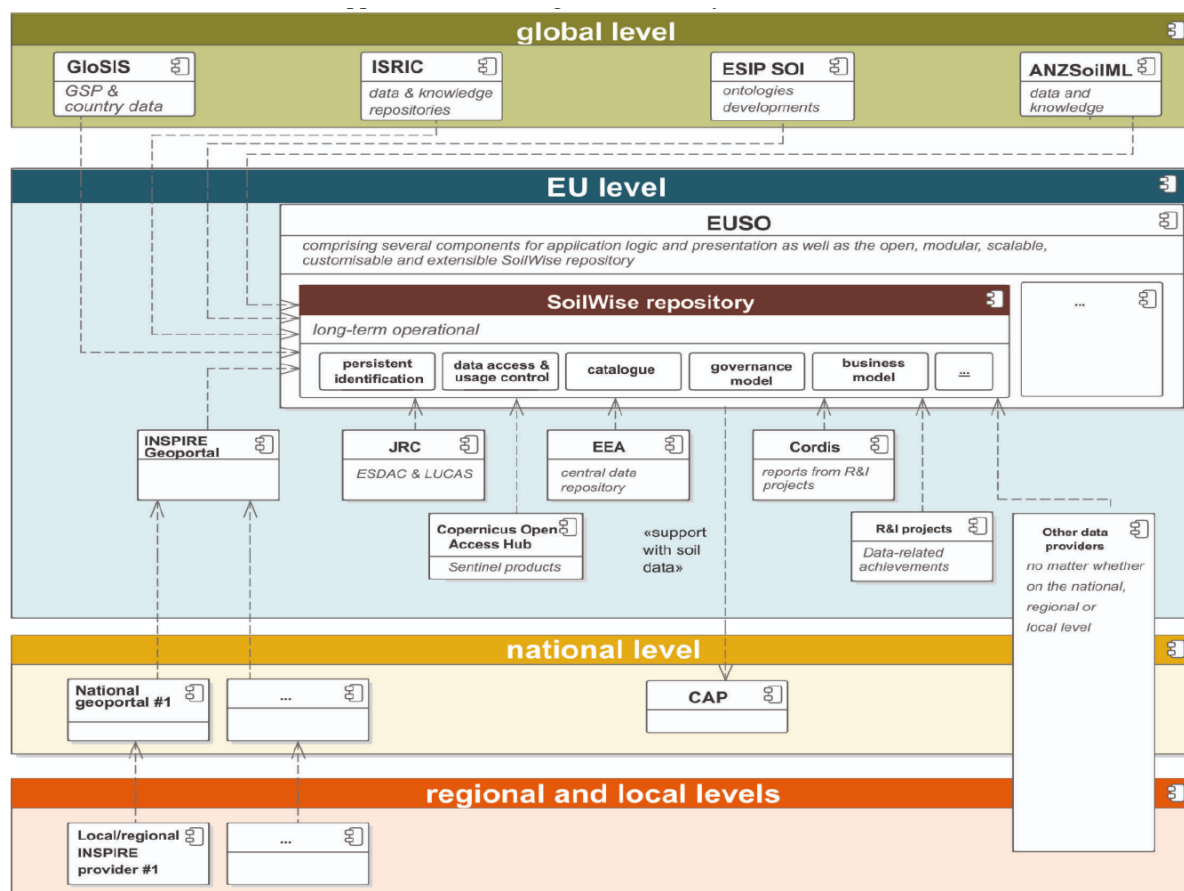 global level
GloSIS
GSP &
country data
ISRIC
data & knowledge
repositories
ESIP SOI
ontologies
developments
ANZSoilML
data and
knowledge
EU level
EUSO
comprising several components for application logic and presentation as well as the open, modular, scalable,
customisable and extensible SoilWise repository
SoilWise repository
long-term operational
persistent
identification
data access &
usage control
catalogue
governance
model
business
model
...
...
INSPIRE
Geoportal
JRC
ESDAC & LUCAS
EEA
central data
repository
Cordis
reports from R&I
projects
Copernicus Open
Access Hub
Sentinel products
«support
with soil
data»
R&I projects
Data-related
achievements
Other data
providers
no matter whether
on the national,
regional or
local level
national level
National
geoportal #1
...
CAP
regional and local levels
Local/regional
INSPIRE
provider #1
...